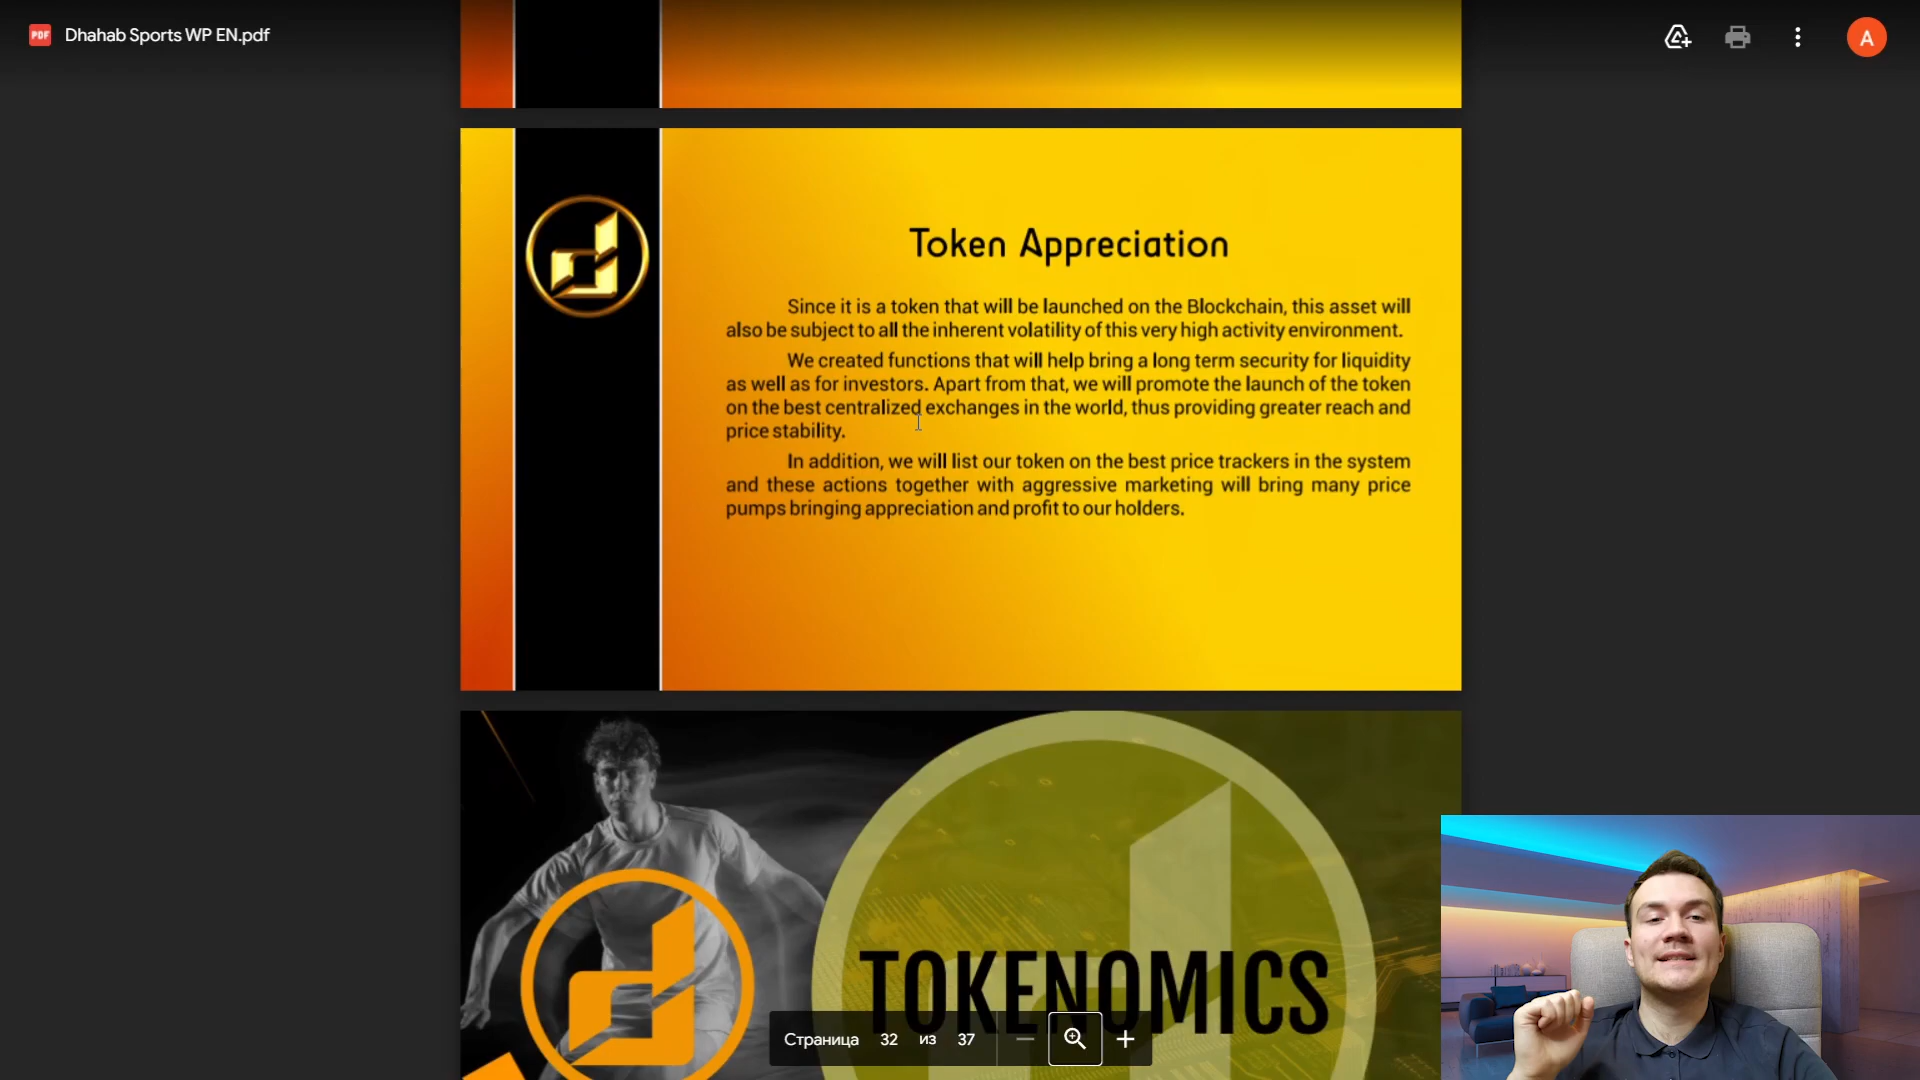 PDF
Dhahab Sports WP EN.pdf
A
Token Appreciation
Since it is a token that will be launched on the Blockchain, this asset will
also be subject to all the inherent volatility of this very high activity environment.
We created functions that will help bring a long term security for liquidity
as well as for investors. Apart from that, we will promote the launch of the token
on the best centralized exchanges in the world, thus providing greater reach and
price stability.
In addition, we will list our token on the best price trackers in the system
and these actions together with aggressive marketing will bring many price
pumps bringing appreciation and profit to our holders.
TOKENOMICS
Страница 32 из 37